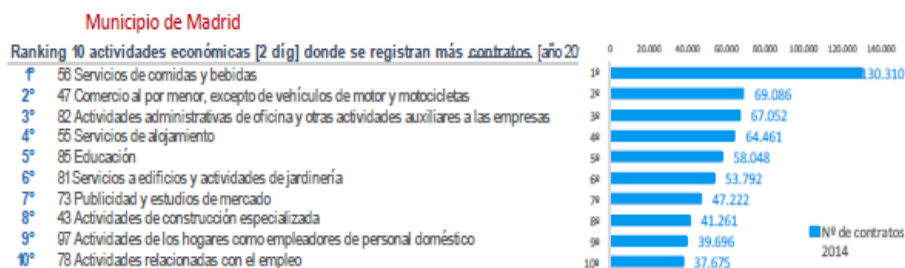 Municipio de Madrid
Ranking 10 actividades económicas [2 díg] donde se registran más contratos. [año 20
0 20.000 40.000 60.000 80.000 100.000 120.000 140.000
1º 56 Servicios de comidas y bebidas 1º 130.310
2º 47 Comercio al por menor, excepto de vehículos de motor y motocicletas 2º 69.086
3º 82 Actividades administrativas de oficina y otras actividades auxiliares a las empresas 3º 67.052
4º 55 Servicios de alojamiento 4º 64.461
5º 85 Educación 5º 58.048
6º 81 Servicios a edificios y actividades de jardinería 6º 53.792
7º 73 Publicidad y estudios de mercado 7º 47.222
8º 43 Actividades de construcción especializada 8º 41.261
9º 97 Actividades de los hogares como empleadores de personal doméstico 9º 39.696
10º 78 Actividades relacionadas con el empleo 10º 37.675
Nº de contratos
2014